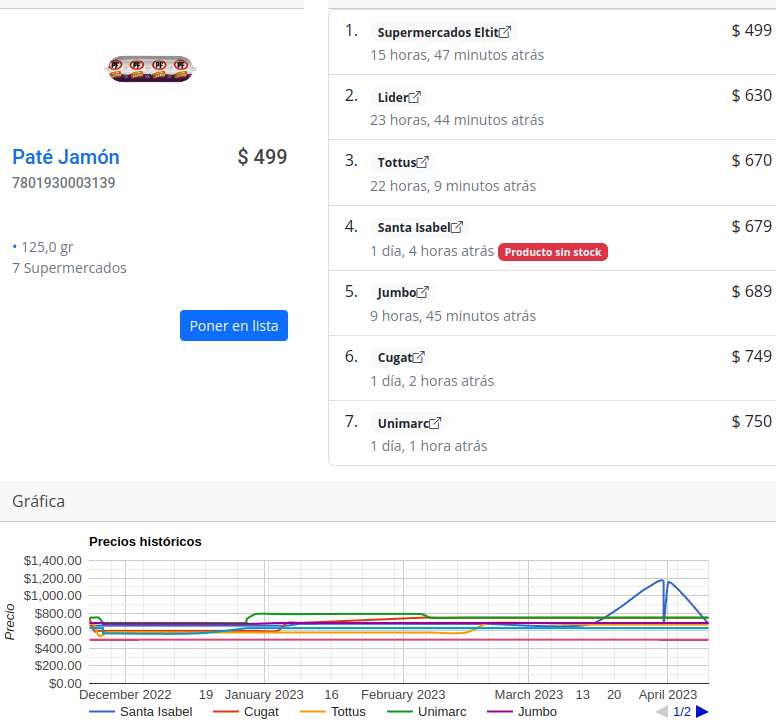 Paté Jamón
$ 499
7801930003139
• 125,0 gr
7 Supermercados
Poner en lista
1. Supermercados Eltit $ 499
15 horas, 47 minutos atrás
2. Lider $ 630
23 horas, 44 minutos atrás
3. Tottus $ 670
22 horas, 9 minutos atrás
4. Santa Isabel $ 679
1 día, 4 horas atrás Producto sin stock
5. Jumbo $ 689
9 horas, 45 minutos atrás
6. Cugat $ 749
1 día, 2 horas atrás
7. Unimarc $ 750
1 día, 1 hora atrás
Gráfica
Precios históricos
Precio
$1,400.00
$1,200.00
$1,000.00
$800.00
$600.00
$400.00
$200.00
$0.00
December 2022 19 January 2023 16 February 2023 March 2023 13 20 April 2023
Santa Isabel Cugat Tottus Unimarc Jumbo 1/2